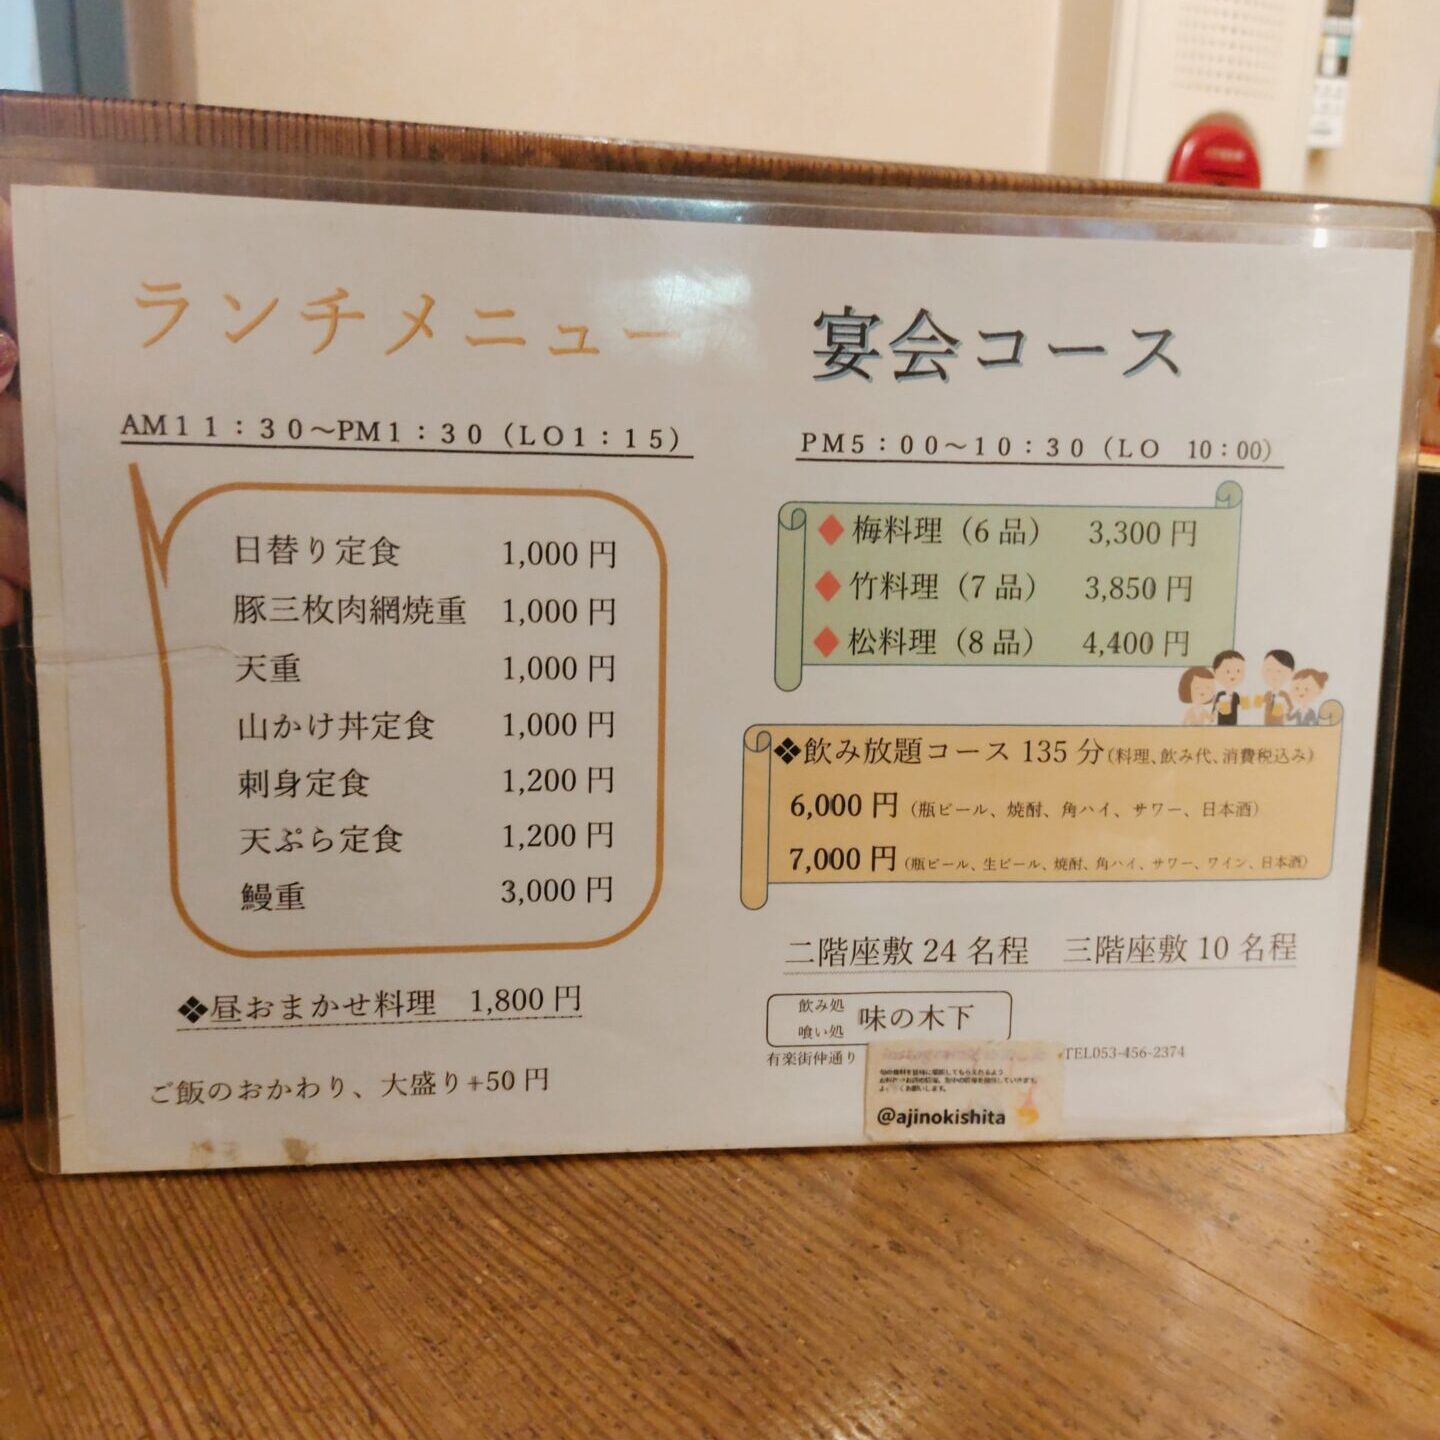 ランチメニュー
AM11:30～PM1:30(LO1:15)
日替り定食 1,000円
豚三枚肉網焼重 1,000円
天重 1,000円
山かけ丼定食 1,000円
刺身定食 1,200円
天ぷら定食 1,200円
鰻重 3,000円
❖昼おまかせ料理 1,800円
ご飯のおかわり、大盛り+50円
宴会コース
PM5:00～10:30(LO 10:00)
♦梅料理(6品) 3,300円
♦竹料理(7品) 3,850円
♦松料理(8品) 4,400円
❖飲み放題コース135分(料理、飲み代、消費税込み)
6,000円(瓶ビール、焼酎、角ハイ、サワー、日本酒)
7,000円(瓶ビール、生ビール、焼酎、角ハイ、サワー、ワイン、日本酒)
二階座敷24名程 三階座敷10名程
飲み処
喰い処 味の木下
有楽街仲通り TEL053-456-2374
@ajinokishita